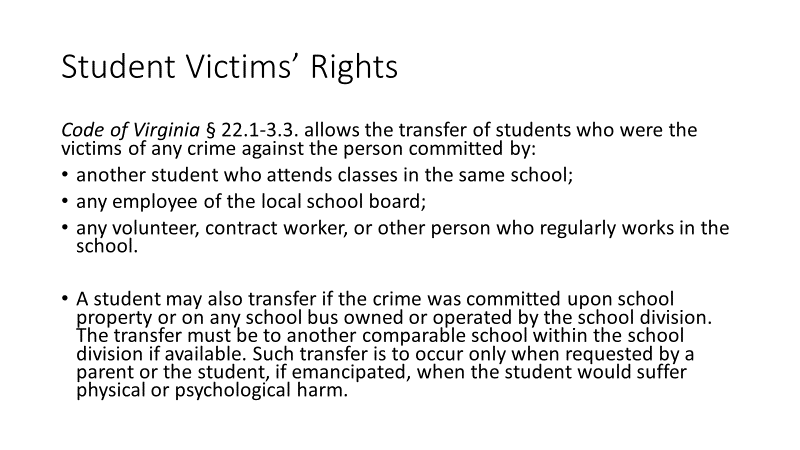 Student Victims’ Rights
Code of Virginia § 22.1-3.3. allows the transfer of students who were the
victims of any crime against the person committed by:
• another student who attends classes in the same school;
• any employee of the local school board;
• any volunteer, contract worker, or other person who regularly works in the
school.
• A student may also transfer if the crime was committed upon school
property or on any school bus owned or operated by the school division.
The transfer must be to another comparable school within the school
division if available. Such transfer is to occur only when requested by a
parent or the student, if emancipated, when the student would suffer
physical or psychological harm.